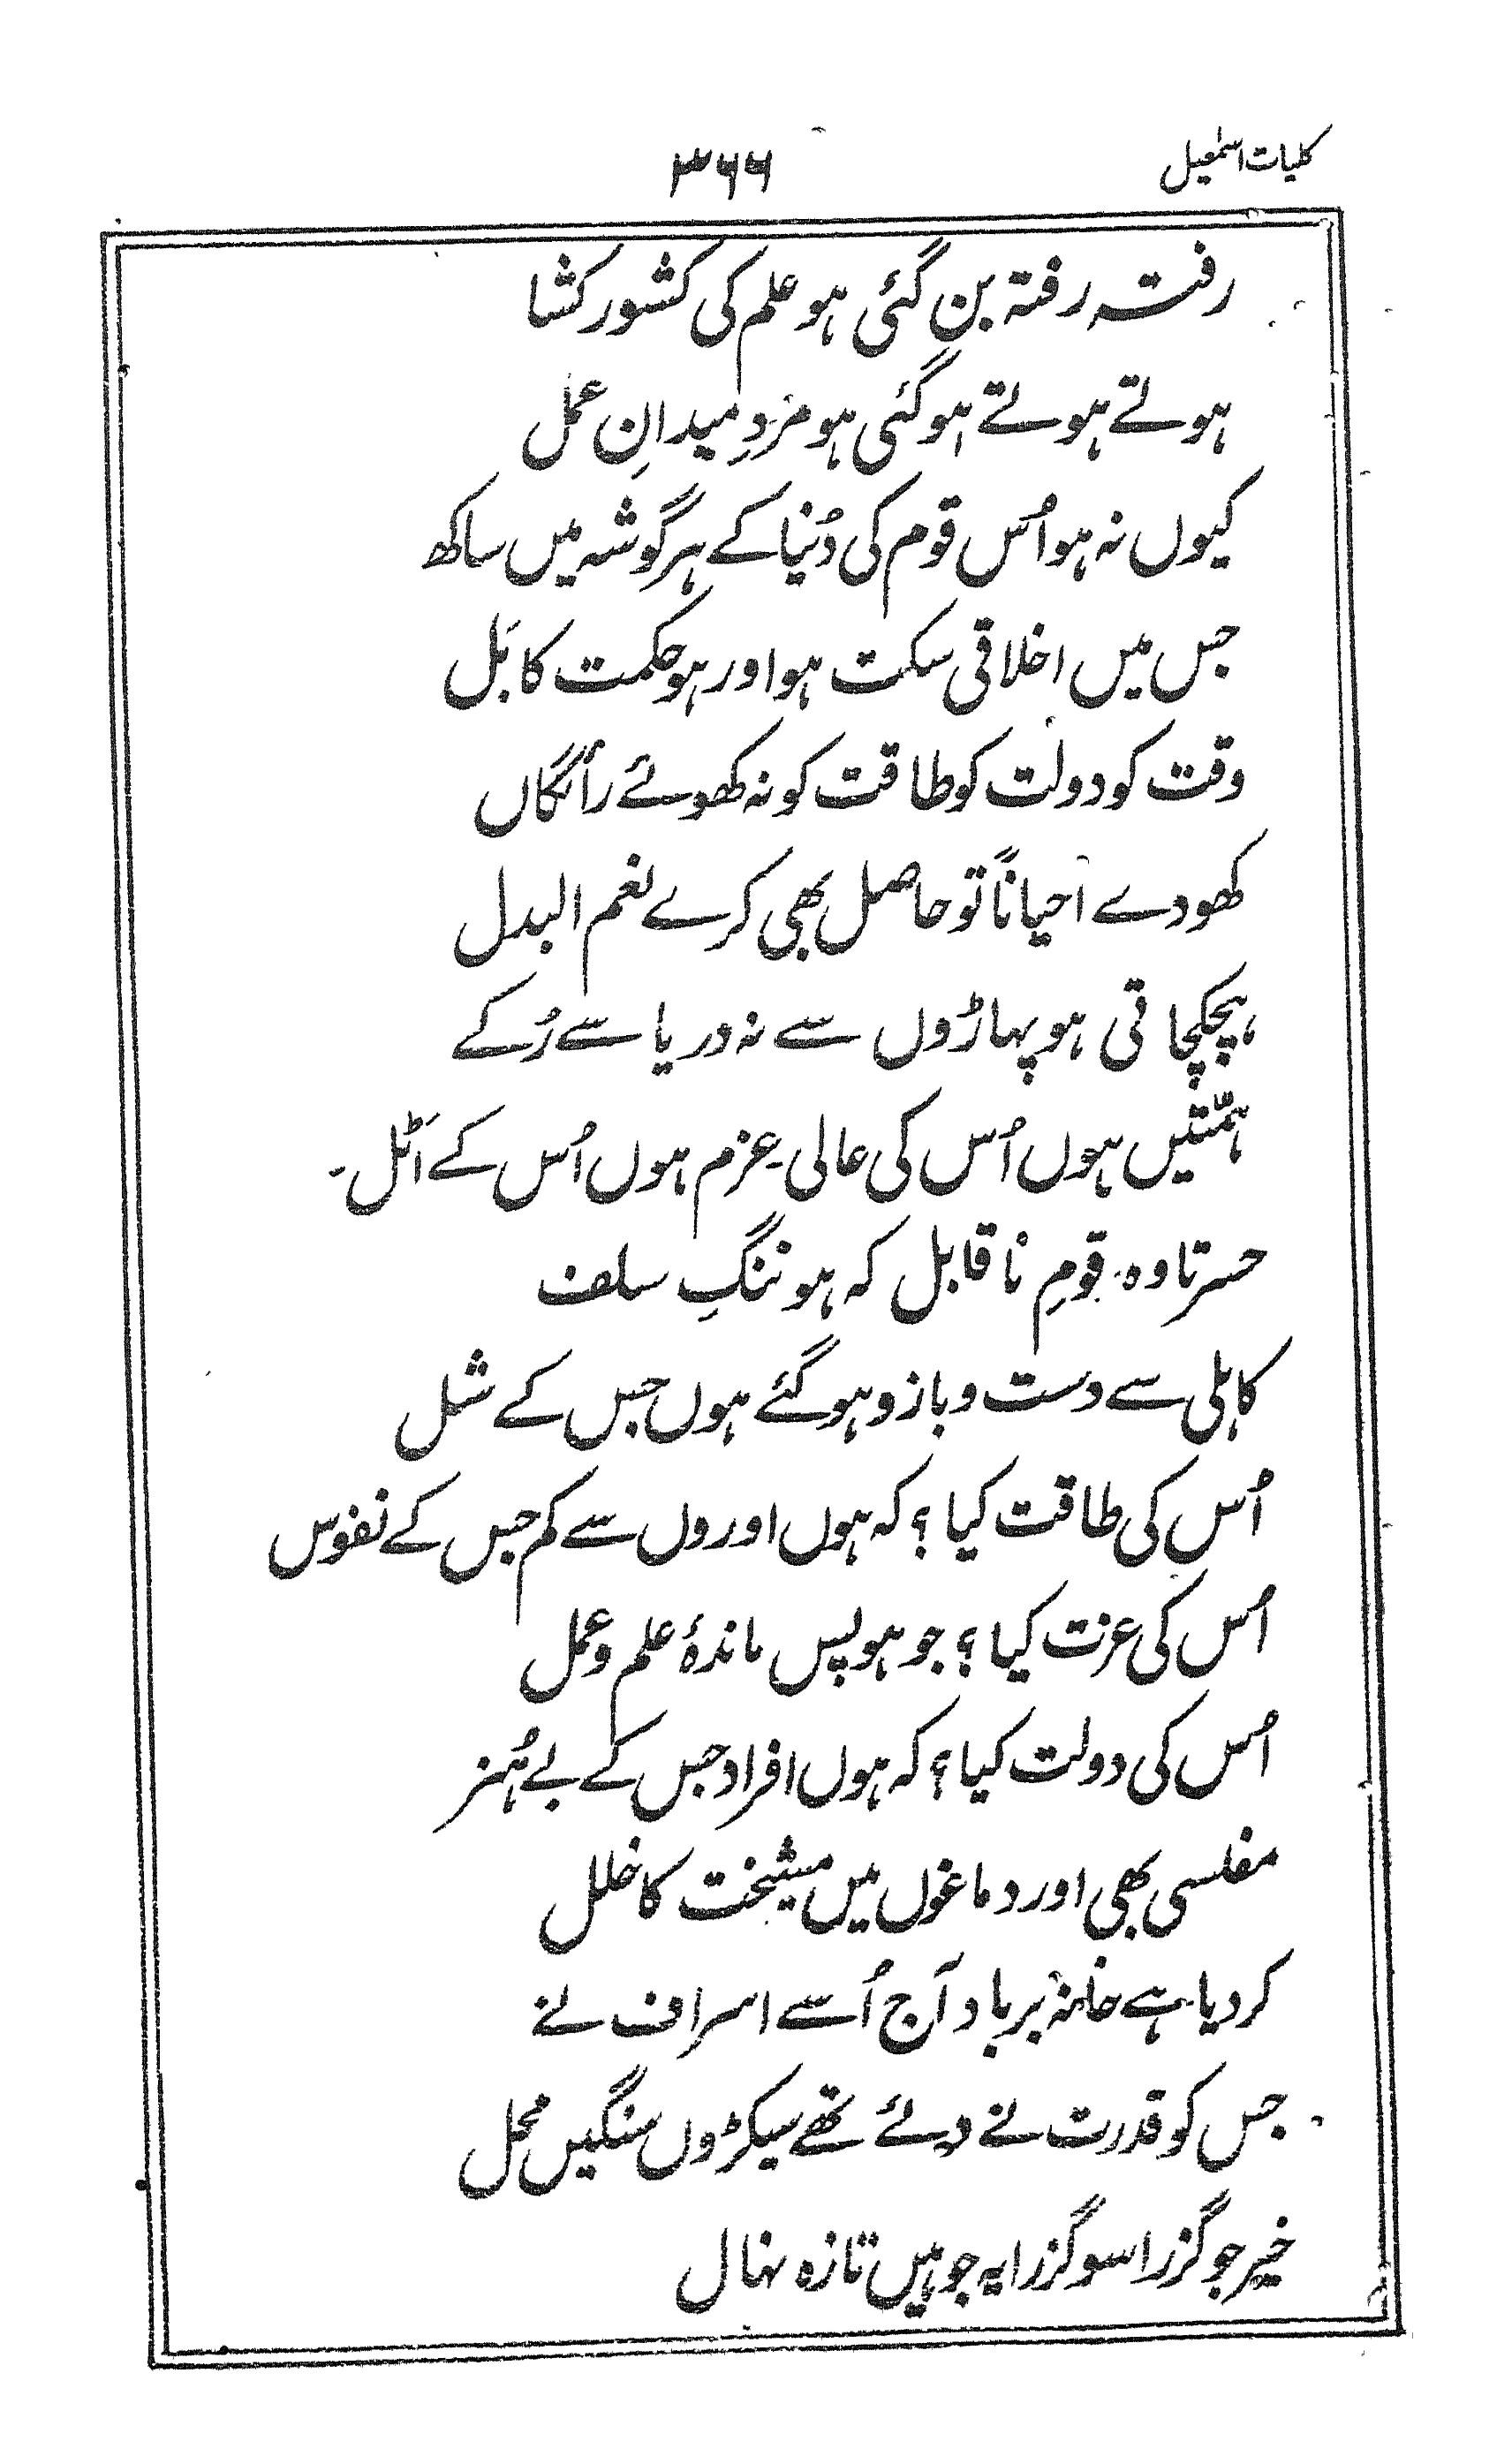 کلیات اسمٰعیل
۳۶۶
رفتہ رفتہ بن گئی ہو علم کی کشور کشا
ہوتے ہوتے ہو گئی ہو مردِ میدانِ عمل
کیوں نہ ہو اُس قوم کی دُنیا کے ہر گوشہ میں ساکھ
جس میں اخلاقی سکت ہو اور ہو حکمت کا بَل
وقت کو دولت کو طاقت کو نہ کھوئے رائگاں
کھودے احیاناً تو حاصل بھی کرے نعم البدل
ہچکچاتی ہو پہاڑوں سے نہ دریا سے رُکے
ہمّتیں ہوں اُس کی عالی۔ عزم ہوں اُس کے اَٹل۔
حسرتا وہ قومِ ناقابل کہ ہو ننگِ سلف
کاہلی سے دست و بازو ہو گئے ہوں جس کے شل
اُس کی طاقت کیا؟ کہ ہوں اوروں سے کم جس کے نفوس
اُس کی عزت کیا؟ جو ہو پس ماندۂ علم و عمل
اُس کی دولت کیا؟ کہ ہوں افراد جس کے بے ہُنر
مفلسی بھی اور دماغوں میں مشیخت کا خلل
کر دیا ہے خانہ برباد آج اُسے اسراف نے
جس کو قدرت نے دیئے تھے سیکڑوں سنگیں محل
خیر جو گزرا سو گزرا یہ جو ہیں تازہ نہال